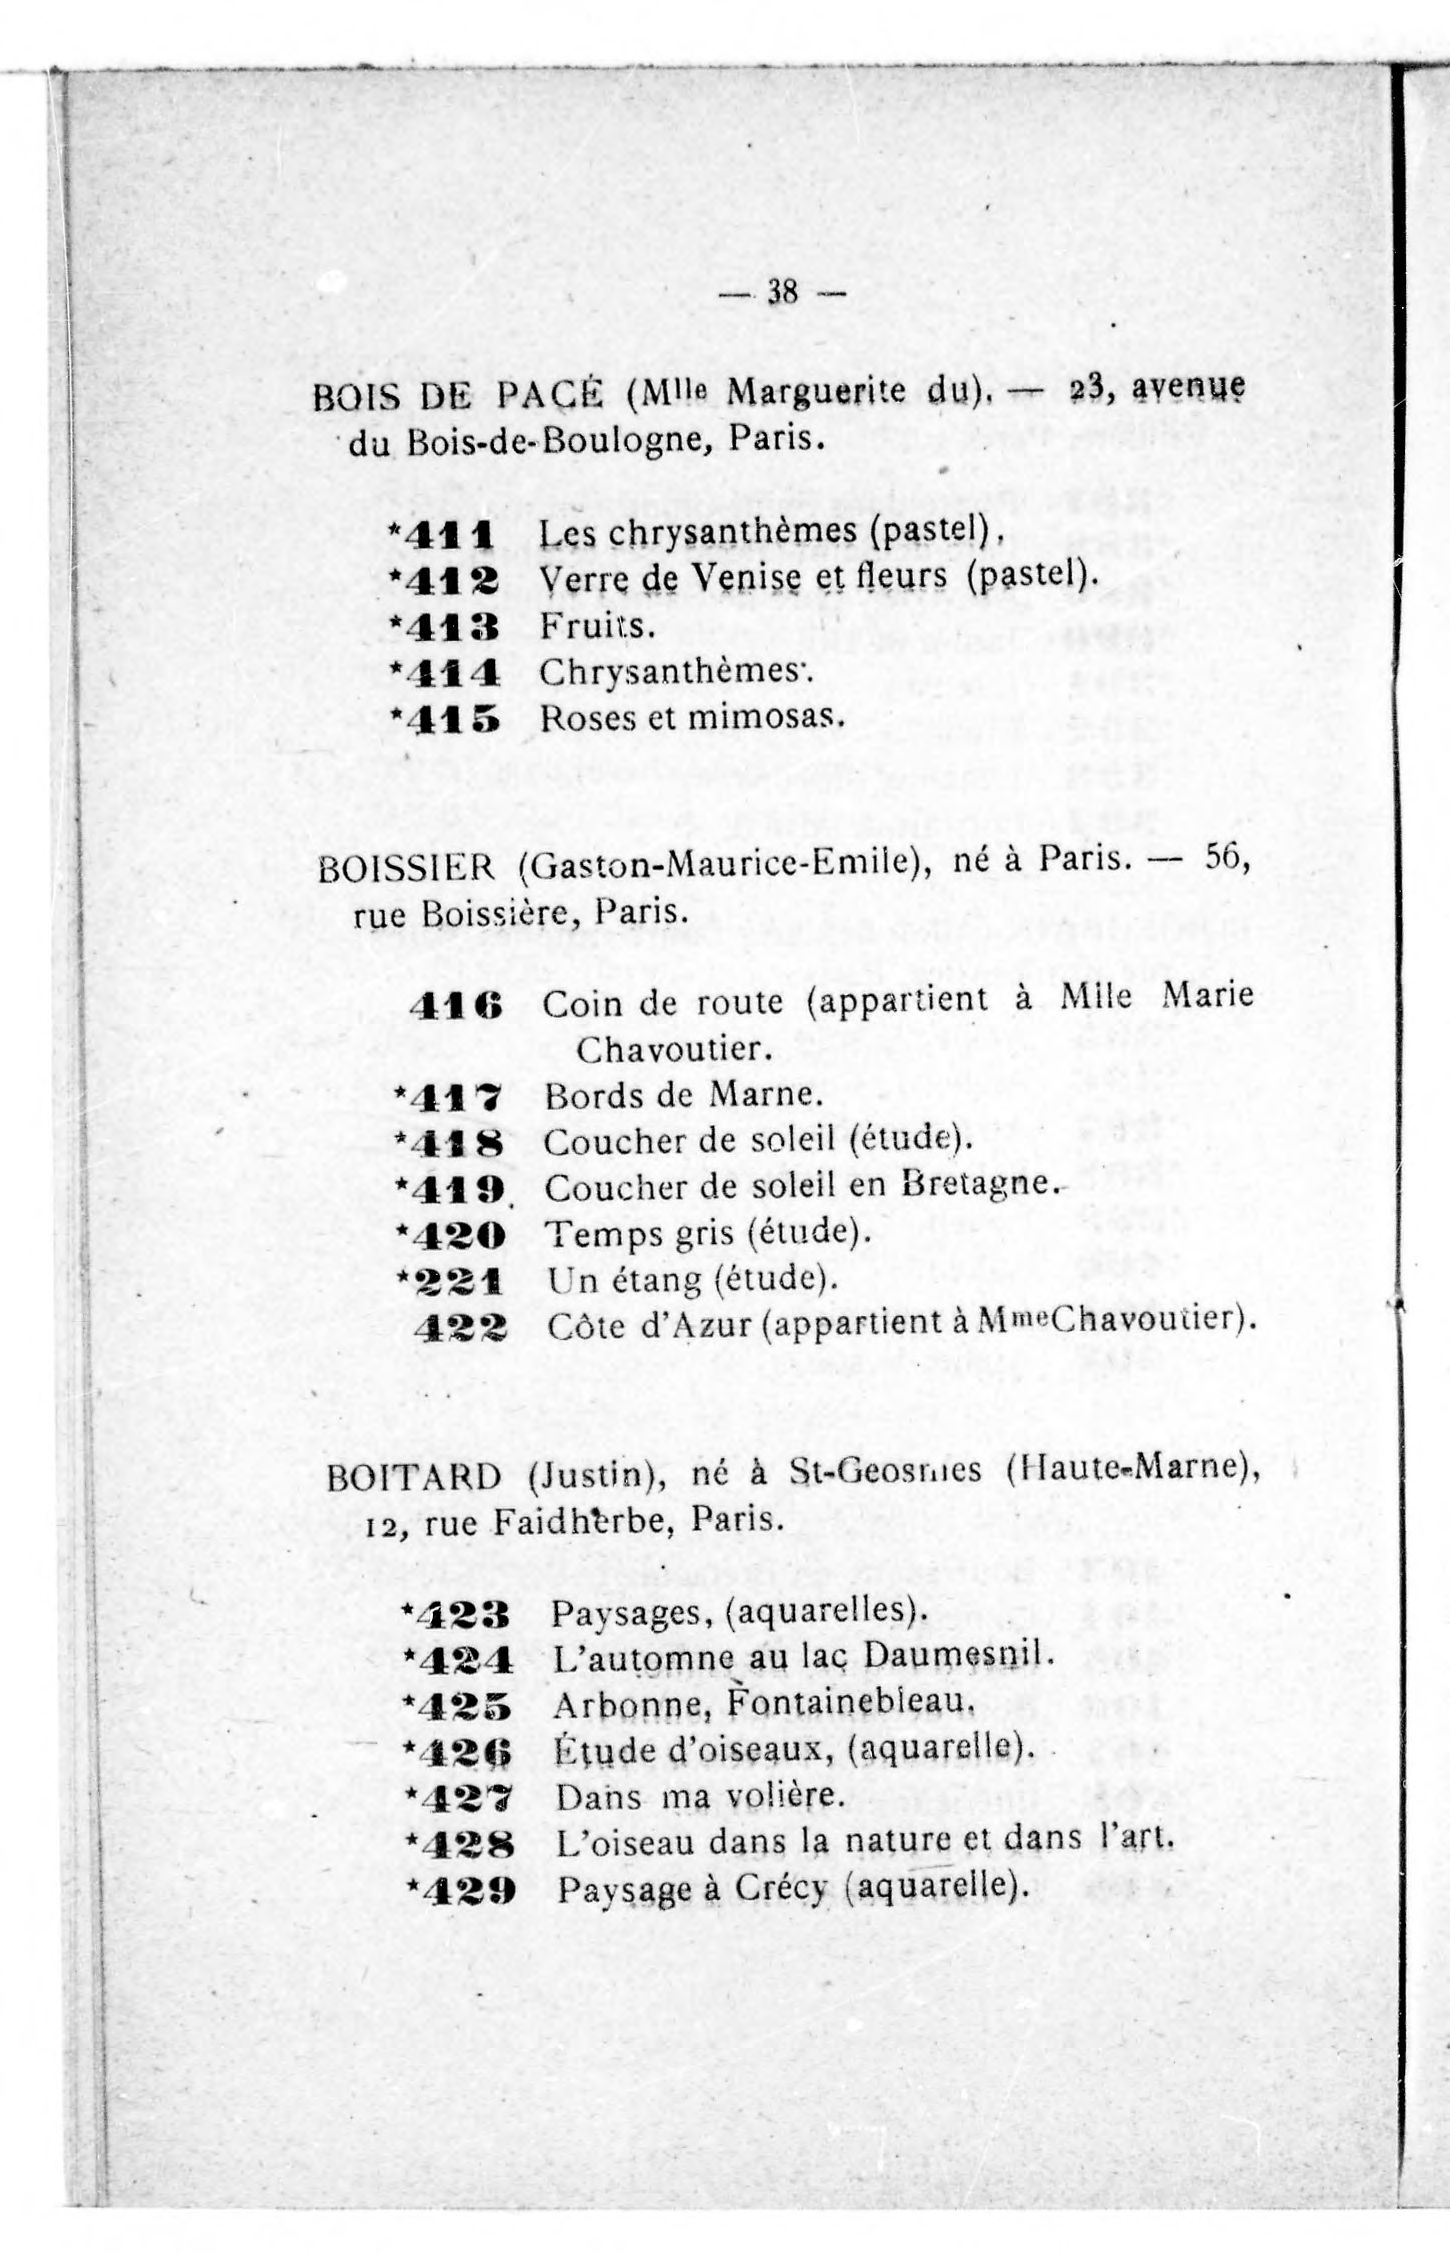 — 38 —
BOIS DE PACÉ (Mlle Marguerite du). — 23, avenue
du Bois-de-Boulogne, Paris.
*411 Les chrysanthèmes (pastel).
*412 Verre de Venise et fleurs (pastel).
*413 Fruits.
*414 Chrysanthèmes.
*415 Roses et mimosas.
BOISSIER (Gaston-Maurice-Emile), né à Paris. — 56,
rue Boissière, Paris.
416 Coin de route (appartient à Mlle Marie
Chavoutier.
*417 Bords de Marne.
*418 Coucher de soleil (étude).
*419 Coucher de soleil en Bretagne.
*420 Temps gris (étude).
*221 Un étang (étude).
422 Côte d'Azur (appartient à Mme Chavoutier).
BOITARD (Justin), né à St-Geosmes (Haute-Marne),
12, rue Faidherbe, Paris.
*423 Paysages, (aquarelles).
*424 L'automne au lac Daumesnil.
*425 Arbonne, Fontainebleau.
*426 Étude d'oiseaux, (aquarelle).
*427 Dans ma volière.
*428 L'oiseau dans la nature et dans l'art.
*429 Paysage à Crécy (aquarelle).